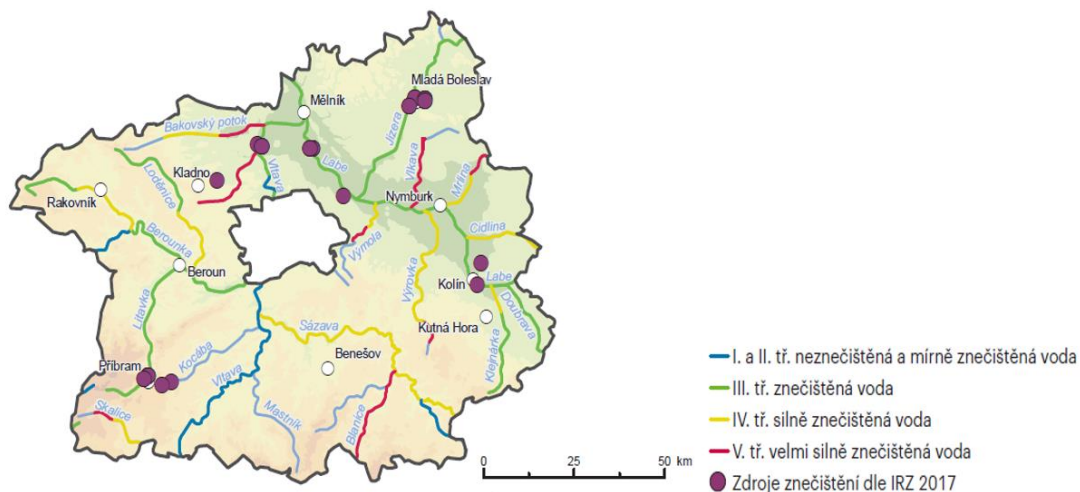 Mladá Boleslav
Mělník
Bakovský potok
Jizera
Labe
Vltava
Vlkava
Mrlina
Kladno
Loděnice
Rakovník
Nymburk
Cidlina
Berounka
Výmola
Beroun
Výrovka
Kolín
Labe
Doubrava
Litavka
Sázava
Kutná Hora
Klejnárka
Příbram
Kocába
Vltava
Benešov
Mastník
Blanice
Skalice
0 25 50 km
I. a II. tř. neznečištěná a mírně znečištěná voda
III. tř. znečištěná voda
IV. tř. silně znečištěná voda
V. tř. velmi silně znečištěná voda
Zdroje znečištění dle IRZ 2017